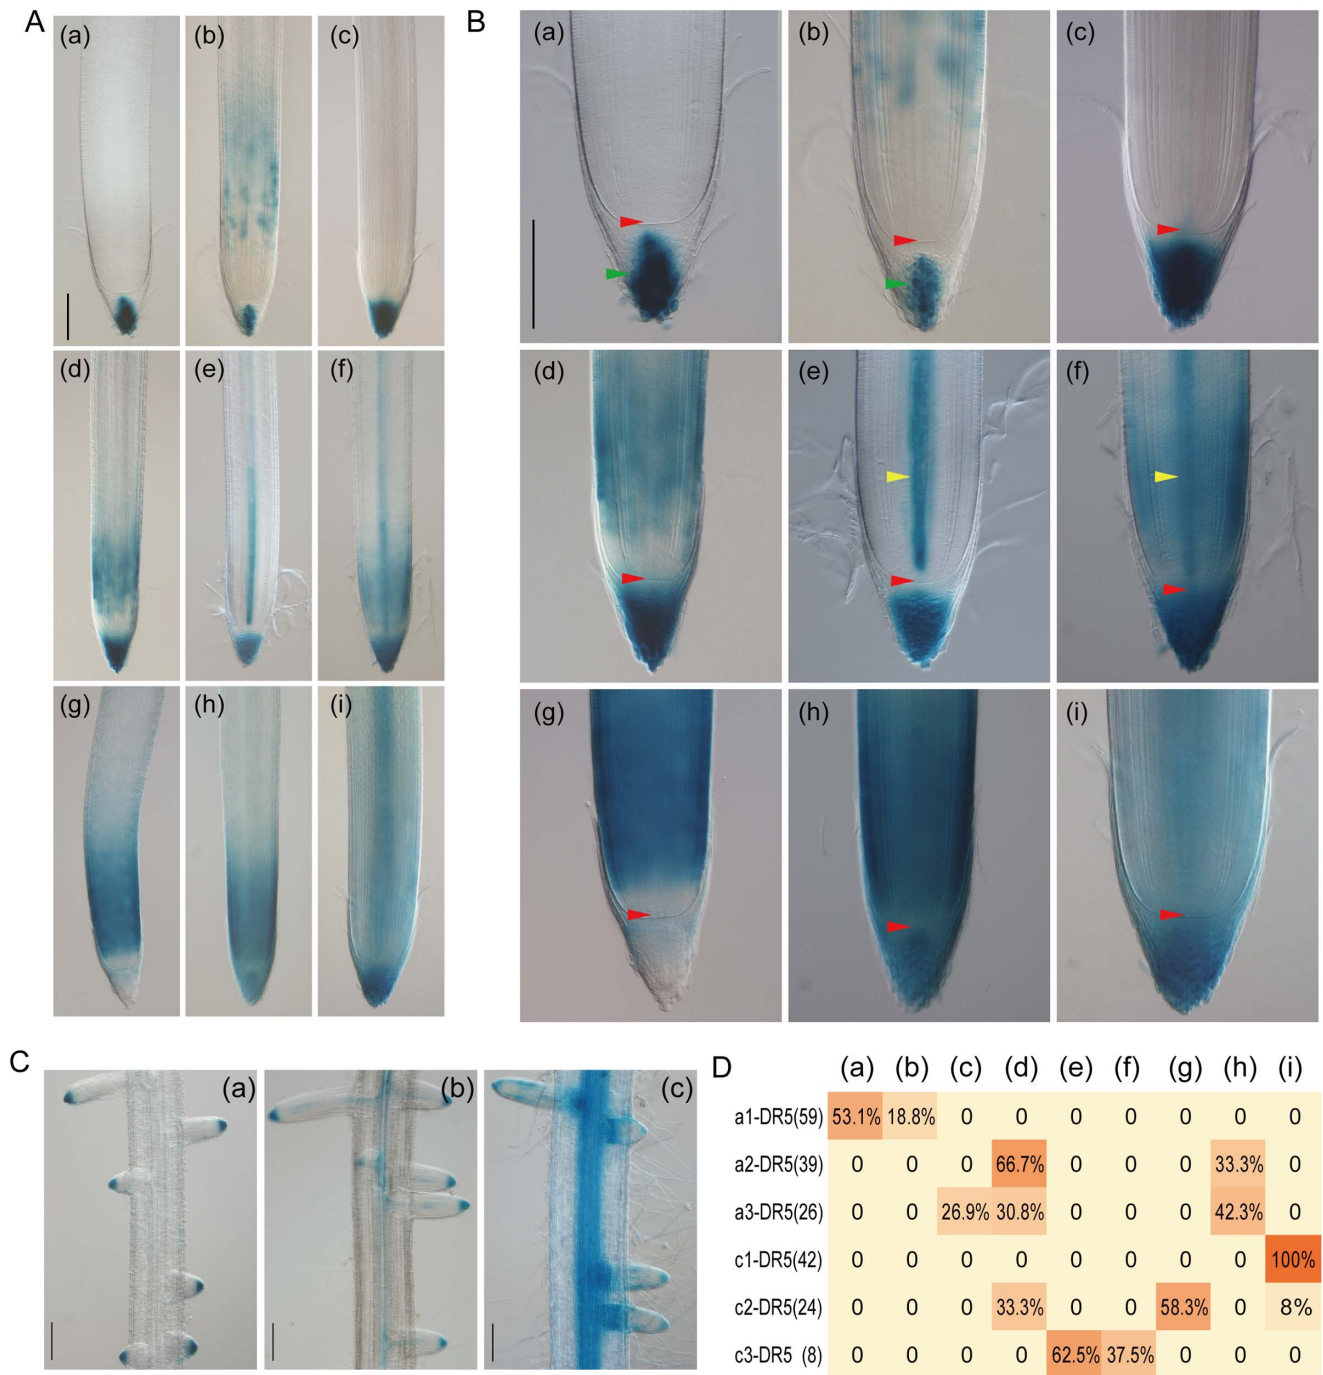 A
(a) (b) (c)
(d) (e) (f)
(g) (h) (i)
B
(a) (b) (c)
(d) (e) (f)
(g) (h) (i)
C
(a) (b) (c)
D (a) (b) (c) (d) (e) (f) (g) (h) (i)
a1-DR5(59) 53.1% 18.8% 0 0 0 0 0 0 0
a2-DR5(39) 0 0 0 66.7% 0 0 0 33.3% 0
a3-DR5(26) 0 0 26.9% 30.8% 0 0 0 42.3% 0
c1-DR5(42) 0 0 0 0 0 0 0 0 100%
c2-DR5(24) 0 0 0 33.3% 0 0 58.3% 0 8%
c3-DR5 (8) 0 0 0 0 62.5% 37.5% 0 0 0